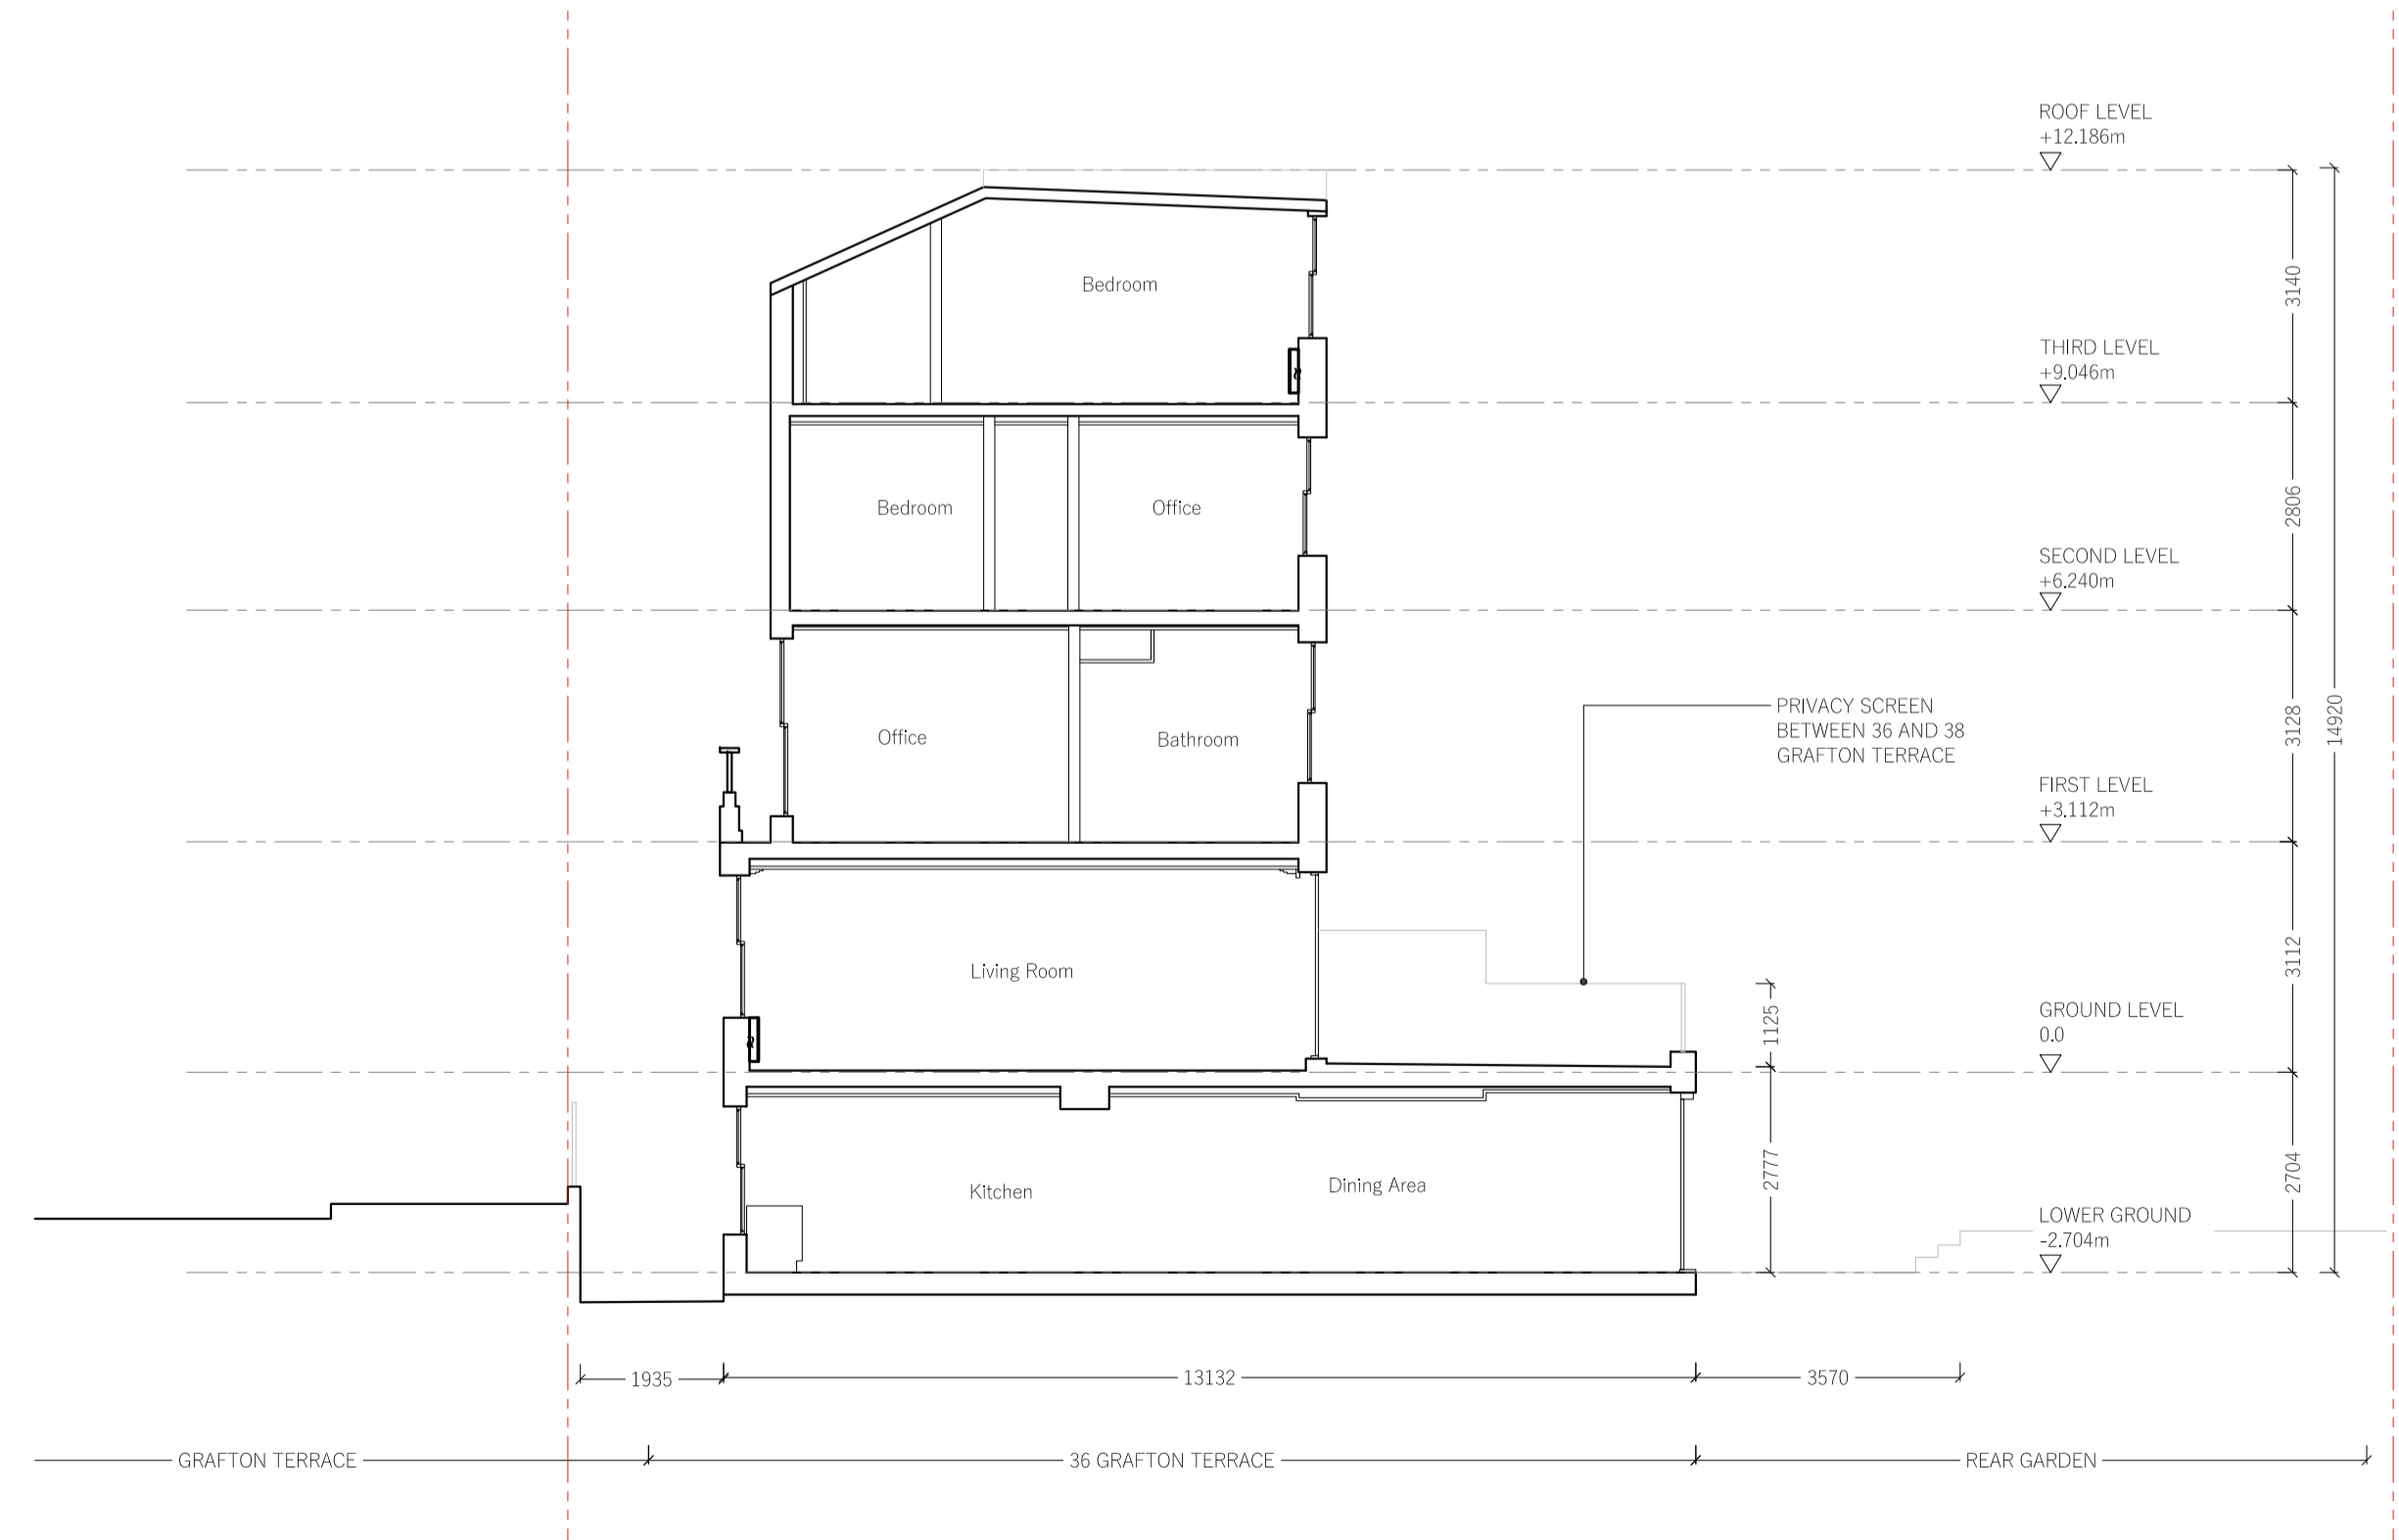 ROOF LEVEL
+12.186m
3140
Bedroom
THIRD LEVEL
+9.046m
2806
Bedroom
Office
SECOND LEVEL
+6.240m
3128
14920
PRIVACY SCREEN
BETWEEN 36 AND 38
GRAFTON TERRACE
Office
Bathroom
FIRST LEVEL
+3.112m
3112
Living Room
1125
GROUND LEVEL
0.0
2777
2704
Kitchen
Dining Area
LOWER GROUND
-2.704m
1935
13132
3570
GRAFTON TERRACE
36 GRAFTON TERRACE
REAR GARDEN